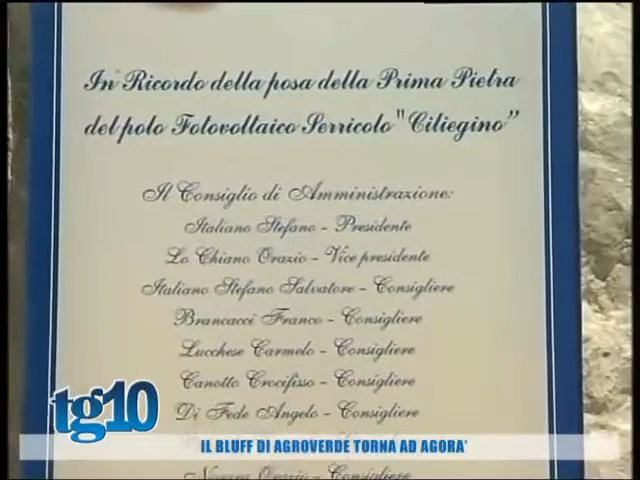 In Ricordo della posa della Prima Pietra
del polo Fotovoltaico Serricolo "Ciliegino"
Il Consiglio di Amministrazione:
Italiano Stefano - Presidente
Lo Chiano Orazio - Vice presidente
Italiano Stefano Salvatore - Consigliere
Brancacci Franco - Consigliere
Lucchese Carmelo - Consigliere
Canotto Crocifisso - Consigliere
Di Fede Angelo - Consigliere
tg10
IL BLUFF DI AGROVERDE TORNA AD AGORA'
Orazio - Consigliere